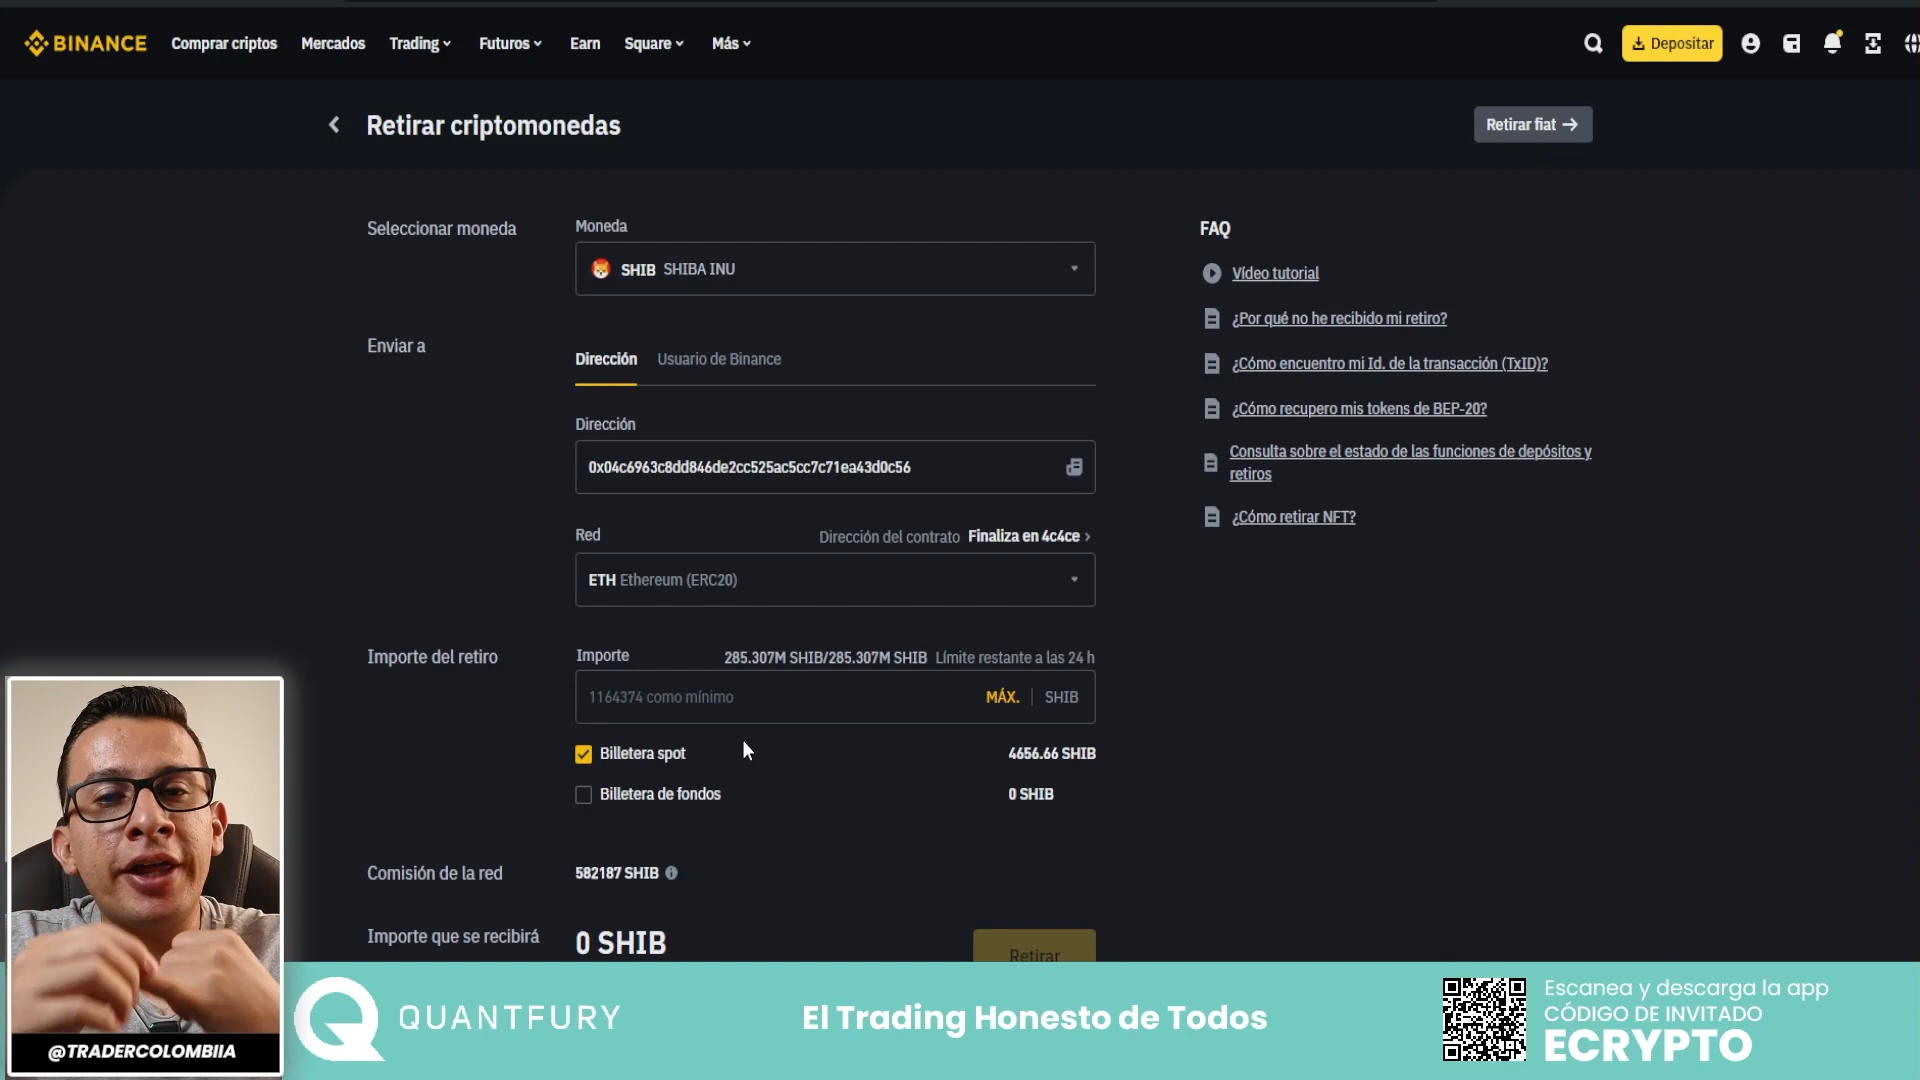 BINANCE
Comprar criptos
Mercados
Trading
Futuros
Earn
Square
Más
Depositar
Retirar criptomonedas
Retirar fiat →
Seleccionar moneda
Moneda
SHIB SHIBA INU
Enviar a
Dirección
Usuario de Binance
Dirección
0x04c6963c8dd846de2cc525ac5cc7c71ea43d0c56
Red
Dirección del contrato Finaliza en 4c4ce >
ETH Ethereum (ERC20)
Importe del retiro
Importe
285.307M SHIB/285.307M SHIB Límite restante a las 24 h
1164374 como mínimo
MÁX. | SHIB
Billetera spot
4656.66 SHIB
Billetera de fondos
0 SHIB
Comisión de la red
582187 SHIB
Importe que se recibirá
0 SHIB
Retirar
FAQ
Vídeo tutorial
¿Por qué no he recibido mi retiro?
¿Cómo encuentro mi Id. de la transacción (TxID)?
¿Cómo recupero mis tokens de BEP-20?
Consulta sobre el estado de las funciones de depósitos y
retiros
¿Cómo retirar NFT?
@TRADERCOLOMBIIA
QUANTFURY
El Trading Honesto de Todos
Escanea y descarga la app
CÓDIGO DE INVITADO
ECRYPTO